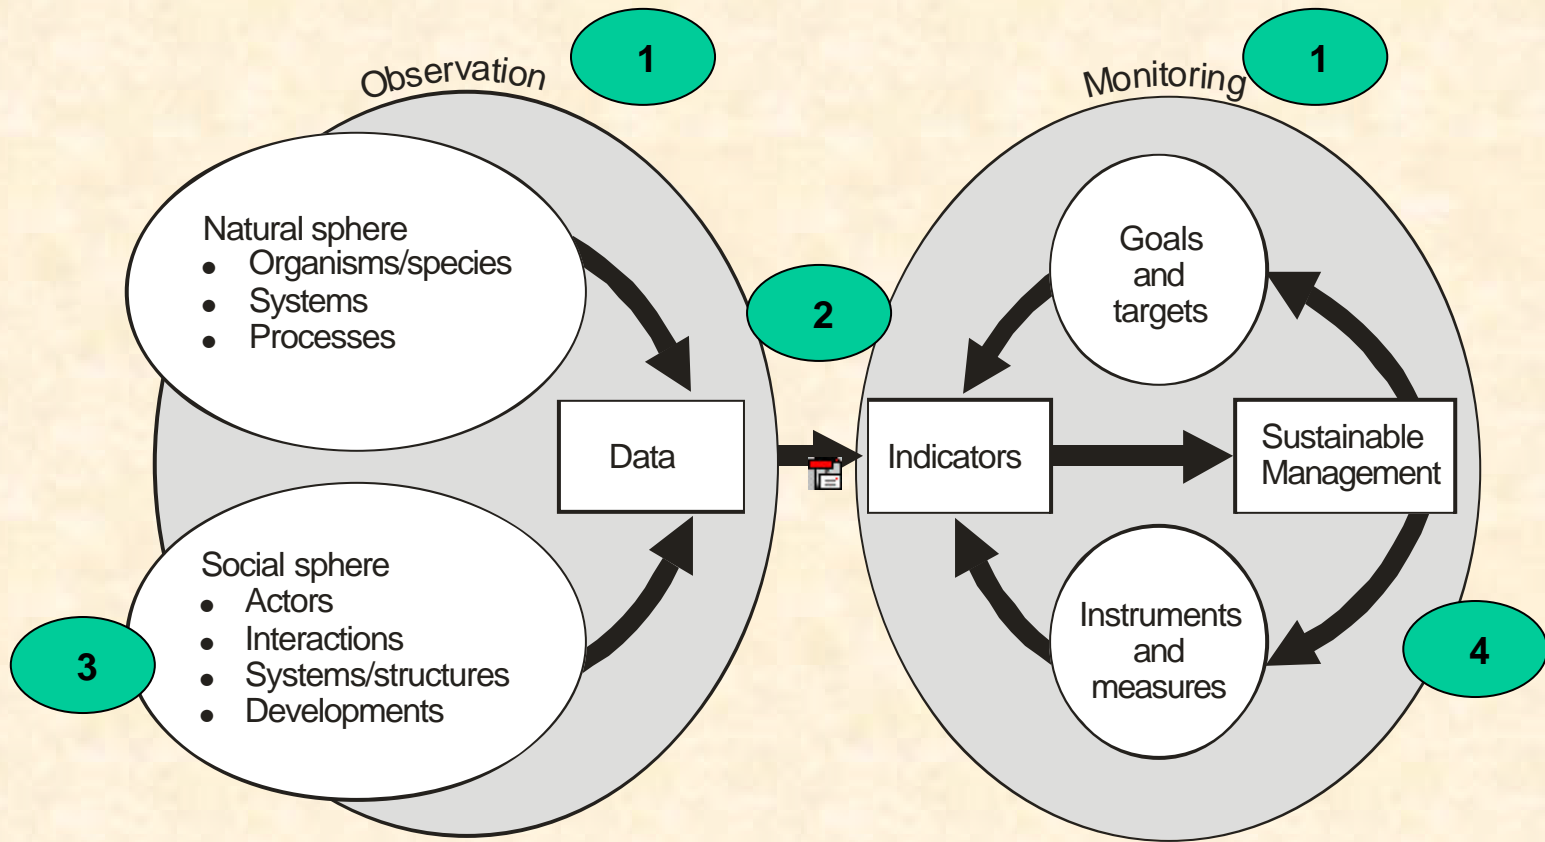 Observation
1
Natural sphere
● Organisms/species
● Systems
● Processes
Data
Social sphere
● Actors
● Interactions
● Systems/structures
● Developments
3
2
Monitoring
1
Goals
and
targets
Indicators
Sustainable
Management
Instruments
and
measures
4